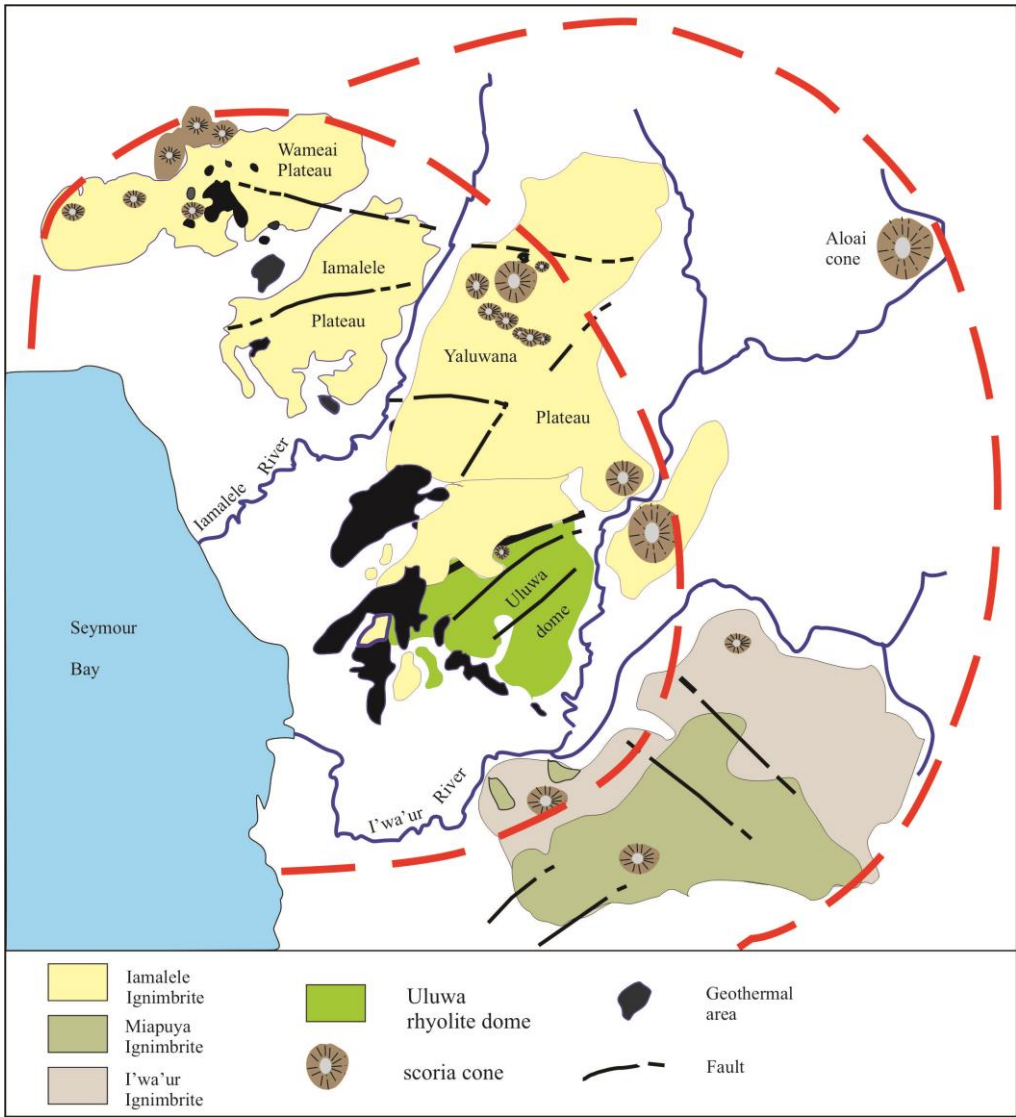 Wameai
Plateau
Iamalele
Plateau
Aloai
cone
Yaluwana
Plateau
Iamalele River
Uluwa
dome
Seymour
Bay
I'wa'ur River
Iamalele
Ignimbrite
Miapuya
Ignimbrite
I'wa'ur
Ignimbrite
Uluwa
rhyolite dome
scoria cone
Geothermal
area
Fault